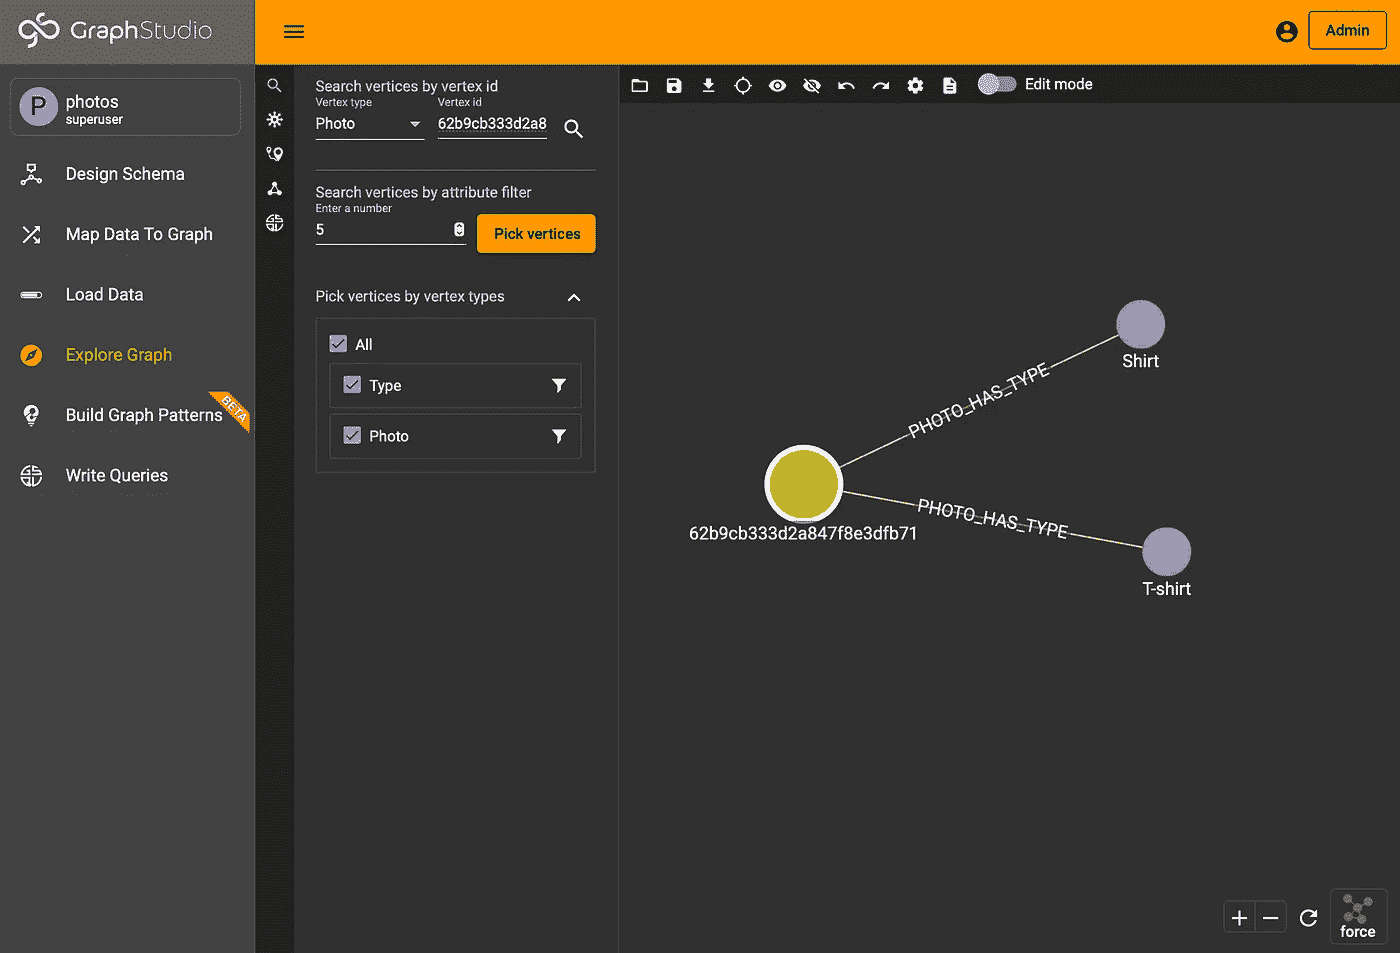 GraphStudio
Admin
P
photos
superuser
Design Schema
Map Data To Graph
Load Data
Explore Graph
Build Graph Patterns
BETA
Write Queries
Search vertices by vertex id
Vertex type
Vertex id
Photo
62b9cb333d2a8
Search vertices by attribute filter
Enter a number
5
Pick vertices
Pick vertices by vertex types
All
Type
Photo
Edit mode
Shirt
PHOTO_HAS_TYPE
62b9cb333d2a847f8e3dfb71
PHOTO_HAS_TYPE
T-shirt
force